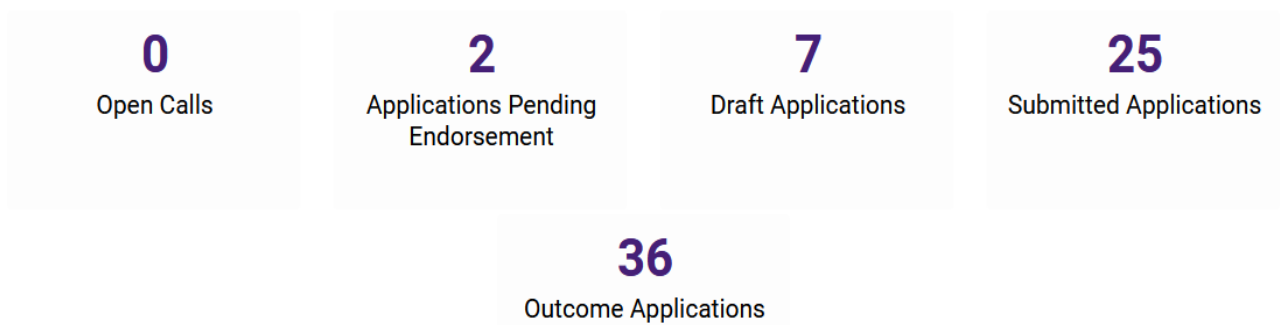 0
Open Calls
2
Applications Pending
Endorsement
7
Draft Applications
25
Submitted Applications
36
Outcome Applications